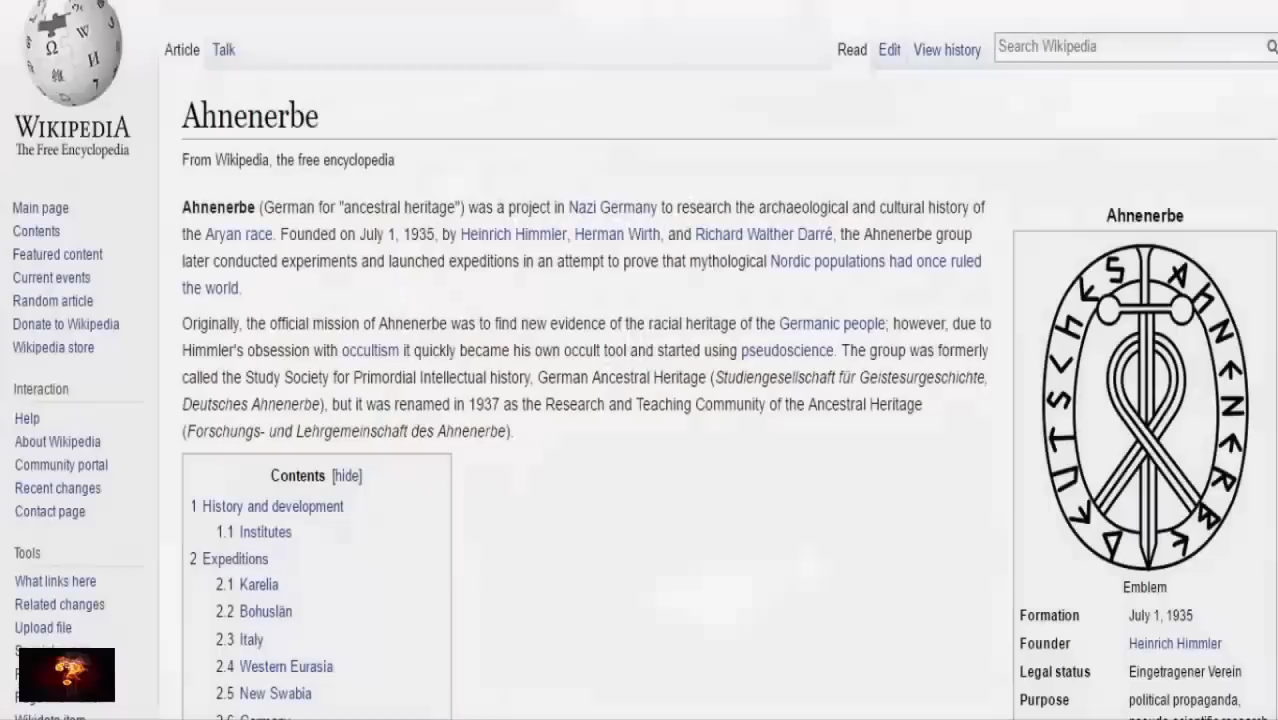 Article Talk
Read Edit View history Search Wikipedia
WIKIPEDIA
The Free Encyclopedia
Main page
Contents
Featured content
Current events
Random article
Donate to Wikipedia
Wikipedia store
Interaction
Help
About Wikipedia
Community portal
Recent changes
Contact page
Tools
What links here
Related changes
Upload file
Ahnenerbe
From Wikipedia, the free encyclopedia
Ahnenerbe (German for "ancestral heritage") was a project in Nazi Germany to research the archaeological and cultural history of
the Aryan race. Founded on July 1, 1935, by Heinrich Himmler, Herman Wirth, and Richard Walther Darré, the Ahnenerbe group
later conducted experiments and launched expeditions in an attempt to prove that mythological Nordic populations had once ruled
the world.
Originally, the official mission of Ahnenerbe was to find new evidence of the racial heritage of the Germanic people; however, due to
Himmler's obsession with occultism it quickly became his own occult tool and started using pseudoscience. The group was formerly
called the Study Society for Primordial Intellectual history, German Ancestral Heritage (Studiengesellschaft für Geistesurgeschichte,
Deutsches Ahnenerbe), but it was renamed in 1937 as the Research and Teaching Community of the Ancestral Heritage
(Forschungs- und Lehrgemeinschaft des Ahnenerbe).
Contents [hide]
1 History and development
1.1 Institutes
2 Expeditions
2.1 Karelia
2.2 Bohuslän
2.3 Italy
2.4 Western Eurasia
2.5 New Swabia
Ahnenerbe
DEUTSCHES AHNENERBE
Emblem
Formation July 1, 1935
Founder Heinrich Himmler
Legal status Eingetragener Verein
Purpose political propaganda,